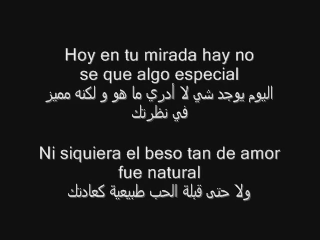 Hoy en tu mirada hay no
se que algo especial
اليوم يوجد شي لا أدري ما هو و لكنه مميز
في نظرتك
Ni siquiera el beso tan de amor
fue natural
ولا حتى قبلة الحب طبيعية كعادتك